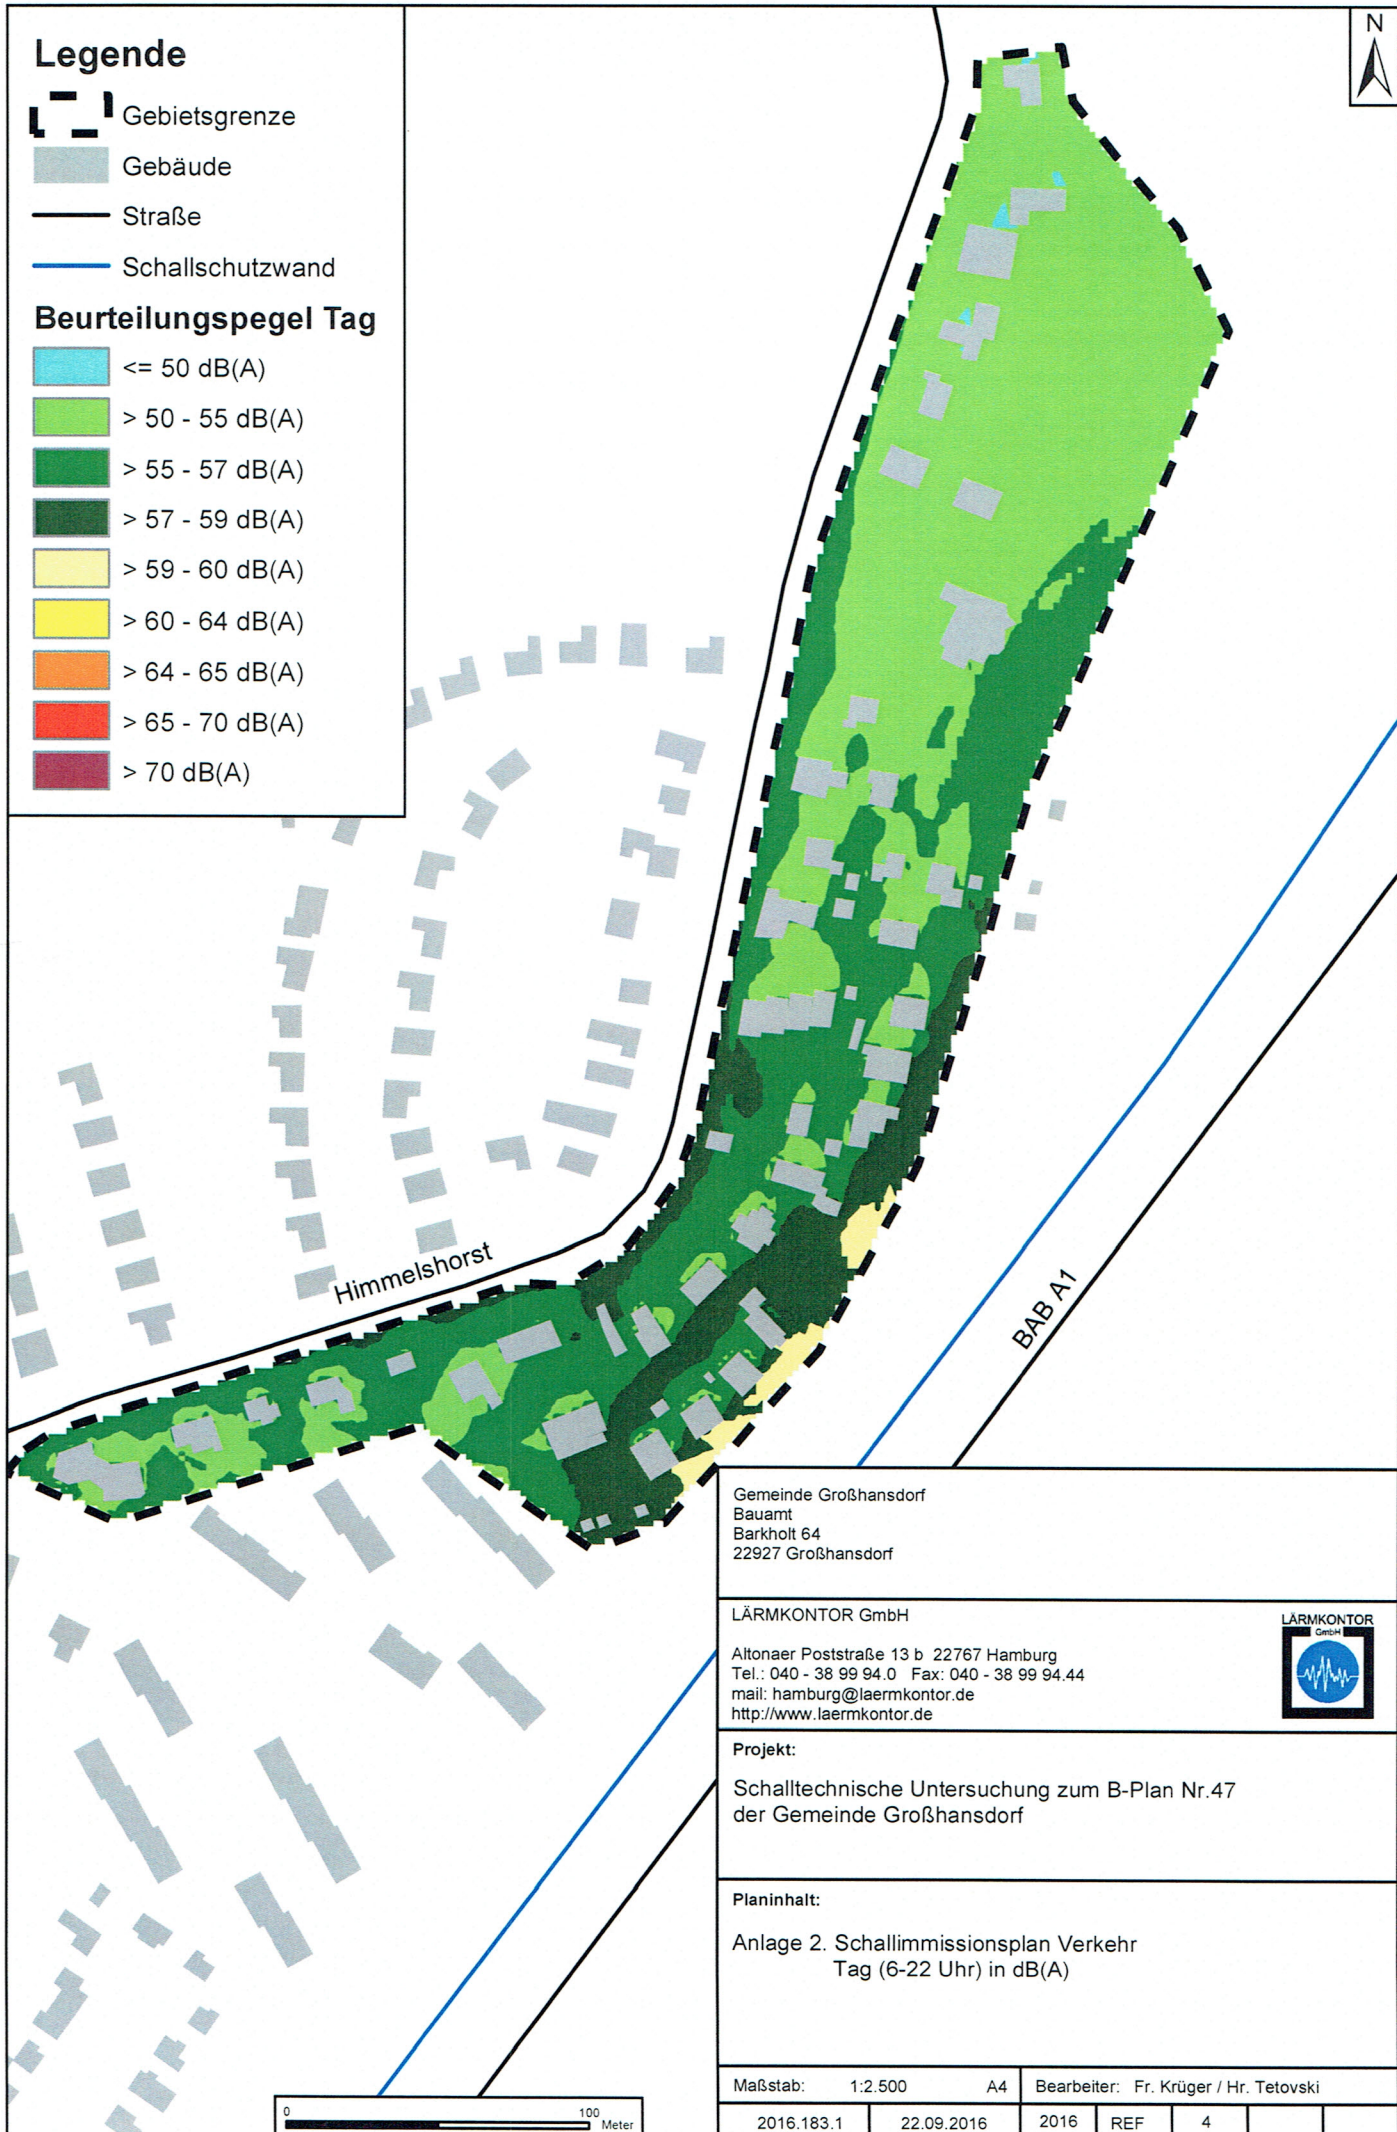 Legende
Gebietsgrenze
Gebäude
Straße
Schallschutzwand
Beurteilungspegel Tag
<= 50 dB(A)
> 50 - 55 dB(A)
> 55 - 57 dB(A)
> 57 - 59 dB(A)
> 59 - 60 dB(A)
> 60 - 64 dB(A)
> 64 - 65 dB(A)
> 65 - 70 dB(A)
> 70 dB(A)
N
Himmelshorst
BAB A1
Gemeinde Großhansdorf
Bauamt
Barkholt 64
22927 Großhansdorf
LÄRMKONTOR GmbH
Altonaer Poststraße 13 b 22767 Hamburg
Tel.: 040 - 38 99 94.0 Fax: 040 - 38 99 94.44
mail: hamburg@laermkontor.de
http://www.laermkontor.de
LÄRMKONTOR
GmbH
Projekt:
Schalltechnische Untersuchung zum B-Plan Nr.47
der Gemeinde Großhansdorf
Planinhalt:
Anlage 2. Schallimmissionsplan Verkehr
Tag (6-22 Uhr) in dB(A)
Maßstab: 1:2.500 A4 Bearbeiter: Fr. Krüger / Hr. Tetovski
2016.183.1 22.09.2016 2016 REF 4
0 100 Meter